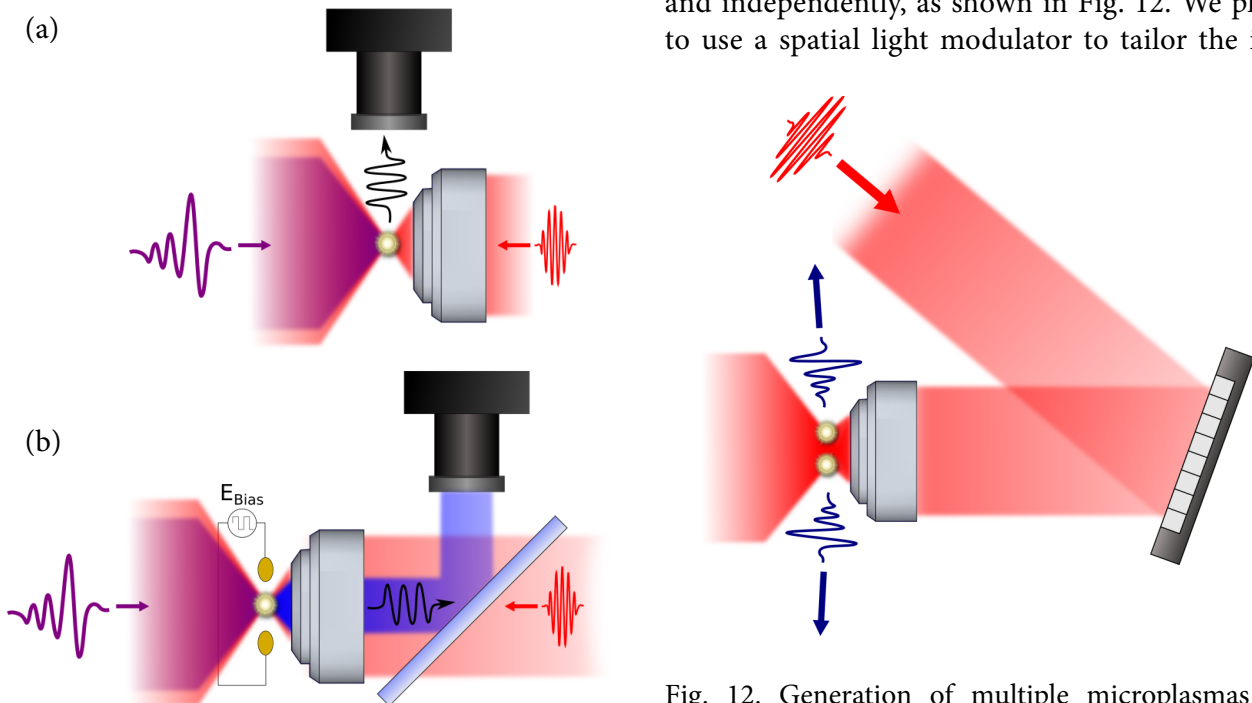 (a)
(b)
E_Bias
and independently, as shown in Fig. 12. We pl
to use a spatial light modulator to tailor the i
Fig. 12. Generation of multiple microplasmas